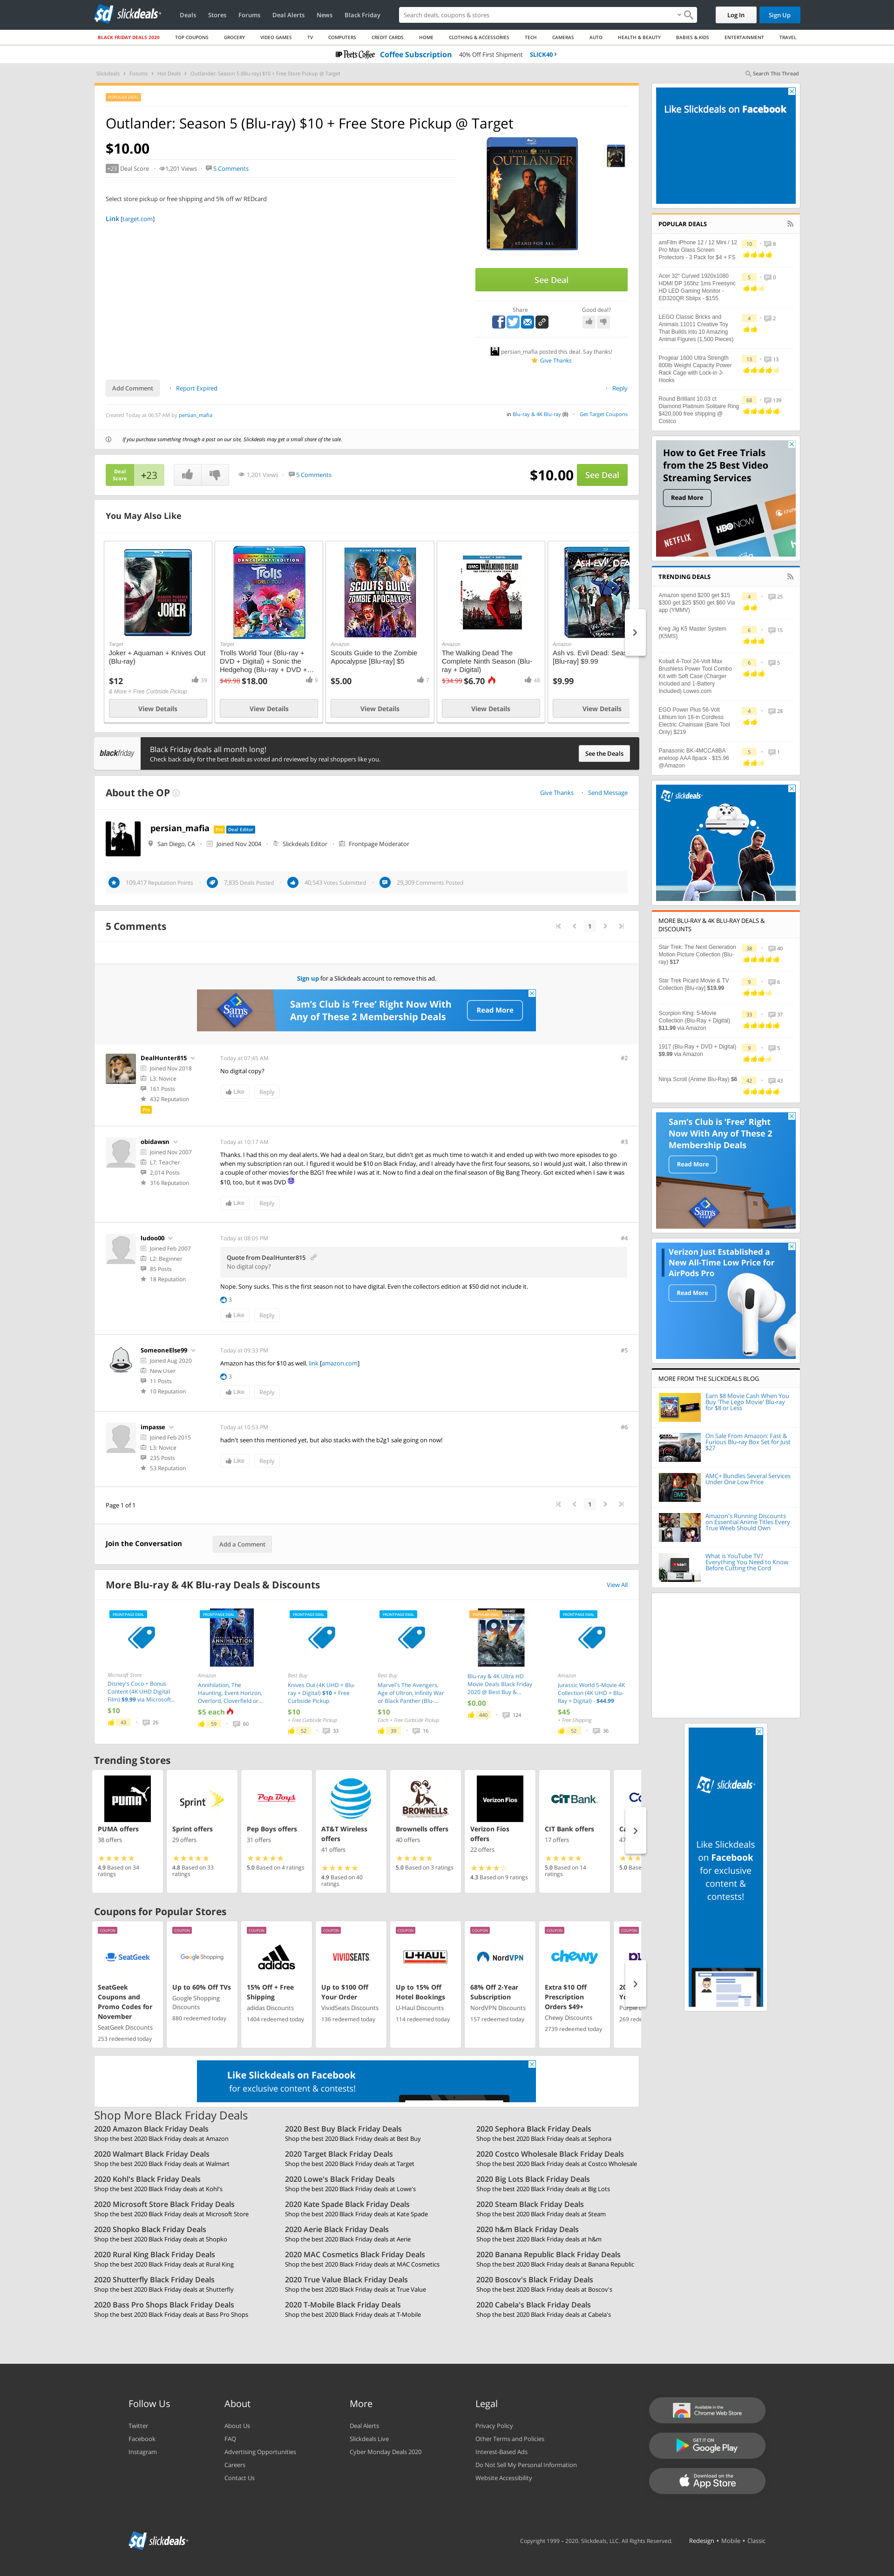 slickdeals
Deals
Stores
Forums
Deal Alerts
News
Black Friday
Search deals, coupons & stores
Log In
Sign Up
BLACK FRIDAY DEALS 2020
TOP COUPONS
GROCERY
VIDEO GAMES
TV
COMPUTERS
CREDIT CARDS
HOME
CLOTHING & ACCESSORIES
TECH
CAMERAS
AUTO
HEALTH & BEAUTY
BABIES & KIDS
ENTERTAINMENT
TRAVEL
Peet's Coffee Coffee Subscription 40% Off First Shipment SLICK40 ›
Slickdeals › Forums › Hot Deals › Outlander: Season 5 (Blu-ray) $10 + Free Store Pickup @ Target
Search This Thread
POPULAR DEAL
Outlander: Season 5 (Blu-ray) $10 + Free Store Pickup @ Target
$10.00
+23 Deal Score · 1,201 Views · 5 Comments
Select store pickup or free shipping and 5% off w/ REDcard
Link [target.com]
OUTLANDER
See Deal
Share
Good deal?
persian_mafia posted this deal. Say thanks!
Give Thanks
Add Comment
Report Expired
Reply
Created Today at 06:57 AM by persian_mafia
in Blu-ray & 4K Blu-ray (8) · Get Target Coupons
If you purchase something through a post on our site, Slickdeals may get a small share of the sale.
Deal Score +23
1,201 Views · 5 Comments
$10.00 See Deal
You May Also Like
JOKER
Target
Joker + Aquaman + Knives Out (Blu-ray)
$12
39
& More + Free Curbside Pickup
View Details
Trolls
Target
Trolls World Tour (Blu-ray + DVD + Digital) + Sonic the Hedgehog (Blu-ray + DVD +...
$49.98 $18.00
9
View Details
SCOUTS GUIDE TO THE ZOMBIE APOCALYPSE
Amazon
Scouts Guide to the Zombie Apocalypse [Blu-ray] $5
$5.00
7
View Details
THE WALKING DEAD
Amazon
The Walking Dead The Complete Ninth Season (Blu-ray + Digital)
$34.99 $6.70
40
View Details
ASH EVIL DEA
Amazon
Ash vs. Evil Dead: Seas
[Blu-ray] $9.99
$9.99
View Details
blackfriday
Black Friday deals all month long!
Check back daily for the best deals as voted and reviewed by real shoppers like you.
See the Deals
About the OP
Give Thanks · Send Message
persian_mafia Pro Deal Editor
San Diego, CA · Joined Nov 2004 · Slickdeals Editor · Frontpage Moderator
109,417 Reputation Points
7,835 Deals Posted
40,543 Votes Submitted
29,309 Comments Posted
5 Comments
1
Sign up for a Slickdeals account to remove this ad.
Sam's Club is 'Free' Right Now With Any of These 2 Membership Deals
Read More
DealHunter815
Joined Nov 2018
L3: Novice
161 Posts
432 Reputation
Pro
Today at 07:45 AM
#2
No digital copy?
Like
Reply
obidawsn
Joined Nov 2007
L7: Teacher
2,014 Posts
316 Reputation
Today at 10:17 AM
#3
Thanks. I had this on my deal alerts. We had a deal on Starz, but didn't get as much time to watch it and ended up with two more episodes to go
when my subscription ran out. I figured it would be $10 on Black Friday, and I already have the first four seasons, so I would just wait. I also threw in
a couple of other movies for the B2G1 free while I was at it. Now to find a deal on the final season of Big Bang Theory. Got excited when I saw it was
$10, too, but it was DVD
Like
Reply
ludoo00
Joined Feb 2007
L2: Beginner
85 Posts
18 Reputation
Today at 08:05 PM
#4
Quote from DealHunter815
No digital copy?
Nope. Sony sucks. This is the first season not to have digital. Even the collectors edition at $50 did not include it.
3
Like
Reply
SomeoneElse99
Joined Aug 2020
New User
11 Posts
10 Reputation
Today at 09:33 PM
#5
Amazon has this for $10 as well. link [amazon.com]
3
Like
Reply
impasse
Joined Feb 2015
L3: Novice
235 Posts
53 Reputation
Today at 10:53 PM
#6
hadn't seen this mentioned yet, but also stacks with the b2g1 sale going on now!
Like
Reply
Page 1 of 1
1
Join the Conversation
Add a Comment
More Blu-ray & 4K Blu-ray Deals & Discounts
View All
FRONTPAGE DEAL
Microsoft Store
Disney's Coco + Bonus Content (4K UHD Digital Film) $9.99 via Microsoft...
$10
43 · 26
FRONTPAGE DEAL
ANNIHILATION
Amazon
Annihilation, The Haunting, Event Horizon, Overlord, Cloverfield or...
$5 each
59 · 60
FRONTPAGE DEAL
Best Buy
Knives Out (4K UHD + Blu-ray + Digital) $10 + Free Curbside Pickup
$10
+ Free Curbside Pickup
52 · 33
FRONTPAGE DEAL
Best Buy
Marvel's The Avengers, Age of Ultron, Infinity War or Black Panther (Blu-...
$10
Each + Free Curbside Pickup
39 · 16
POPULAR DEAL
1917
Blu-ray & 4K Ultra HD Movie Deals Black Friday 2020 @ Best Buy &...
$0.00
440 · 124
FRONTPAGE DEAL
Amazon
Jurassic World 5-Movie 4K Collection (4K UHD + Blu-Ray + Digital) - $44.99
$45
+ Free Shipping
52 · 36
Trending Stores
PUMA
PUMA offers
38 offers
4.9 Based on 34 ratings
Sprint
Sprint offers
29 offers
4.8 Based on 33 ratings
Pep Boys
Pep Boys offers
31 offers
5.0 Based on 4 ratings
AT&T Wireless offers
41 offers
4.9 Based on 40 ratings
BROWNELLS
Brownells offers
40 offers
5.0 Based on 3 ratings
Verizon Fios
Verizon Fios offers
22 offers
4.3 Based on 9 ratings
CIT Bank
CIT Bank offers
17 offers
5.0 Based on 14 ratings
Ca
47
5.0 Base
Coupons for Popular Stores
COUPON
SeatGeek
SeatGeek Coupons and Promo Codes for November
SeatGeek Discounts
253 redeemed today
COUPON
Google Shopping
Up to 60% Off TVs
Google Shopping Discounts
880 redeemed today
COUPON
adidas
15% Off + Free Shipping
adidas Discounts
1404 redeemed today
COUPON
VIVIDSEATS
Up to $100 Off Your Order
VividSeats Discounts
136 redeemed today
COUPON
U-HAUL
Up to 15% Off Hotel Bookings
U-Haul Discounts
114 redeemed today
COUPON
NordVPN
68% Off 2-Year Subscription
NordVPN Discounts
157 redeemed today
COUPON
chewy
Extra $10 Off Prescription Orders $49+
Chewy Discounts
2739 redeemed today
COUPON
20
Yo
Purple
269 rede
Like Slickdeals on Facebook
for exclusive content & contests!
Shop More Black Friday Deals
2020 Amazon Black Friday Deals
Shop the best 2020 Black Friday deals at Amazon
2020 Best Buy Black Friday Deals
Shop the best 2020 Black Friday deals at Best Buy
2020 Sephora Black Friday Deals
Shop the best 2020 Black Friday deals at Sephora
2020 Walmart Black Friday Deals
Shop the best 2020 Black Friday deals at Walmart
2020 Target Black Friday Deals
Shop the best 2020 Black Friday deals at Target
2020 Costco Wholesale Black Friday Deals
Shop the best 2020 Black Friday deals at Costco Wholesale
2020 Kohl's Black Friday Deals
Shop the best 2020 Black Friday deals at Kohl's
2020 Lowe's Black Friday Deals
Shop the best 2020 Black Friday deals at Lowe's
2020 Big Lots Black Friday Deals
Shop the best 2020 Black Friday deals at Big Lots
2020 Microsoft Store Black Friday Deals
Shop the best 2020 Black Friday deals at Microsoft Store
2020 Kate Spade Black Friday Deals
Shop the best 2020 Black Friday deals at Kate Spade
2020 Steam Black Friday Deals
Shop the best 2020 Black Friday deals at Steam
2020 Shopko Black Friday Deals
Shop the best 2020 Black Friday deals at Shopko
2020 Aerie Black Friday Deals
Shop the best 2020 Black Friday deals at Aerie
2020 h&m Black Friday Deals
Shop the best 2020 Black Friday deals at h&m
2020 Rural King Black Friday Deals
Shop the best 2020 Black Friday deals at Rural King
2020 MAC Cosmetics Black Friday Deals
Shop the best 2020 Black Friday deals at MAC Cosmetics
2020 Banana Republic Black Friday Deals
Shop the best 2020 Black Friday deals at Banana Republic
2020 Shutterfly Black Friday Deals
Shop the best 2020 Black Friday deals at Shutterfly
2020 True Value Black Friday Deals
Shop the best 2020 Black Friday deals at True Value
2020 Boscov's Black Friday Deals
Shop the best 2020 Black Friday deals at Boscov's
2020 Bass Pro Shops Black Friday Deals
Shop the best 2020 Black Friday deals at Bass Pro Shops
2020 T-Mobile Black Friday Deals
Shop the best 2020 Black Friday deals at T-Mobile
2020 Cabela's Black Friday Deals
Shop the best 2020 Black Friday deals at Cabela's
Like Slickdeals on Facebook
POPULAR DEALS
amFilm iPhone 12 / 12 Mini / 12 Pro Max Glass Screen Protectors - 3 Pack for $4 + FS
10 · 8
Acer 32" Curved 1920x1080 HDMI DP 165hz 1ms Freesync HD LED Gaming Monitor - ED320QR Sbiipx - $155
5 · 0
LEGO Classic Bricks and Animals 11011 Creative Toy That Builds into 10 Amazing Animal Figures (1,500 Pieces)
4 · 2
Progear 1600 Ultra Strength 800lb Weight Capacity Power Rack Cage with Lock-in J-Hooks
13 · 13
Round Brilliant 10.03 ct Diamond Platinum Solitaire Ring $420,000 free shipping @ Costco
68 · 139
How to Get Free Trials from the 25 Best Video Streaming Services
Read More
NETFLIX
HBO NOW
TRENDING DEALS
Amazon spend $200 get $15 $300 get $25 $500 get $60 Via app (YMMV)
4 · 25
Kreg Jig K5 Master System (K5MS)
6 · 15
Kobalt 4-Tool 24-Volt Max Brushless Power Tool Combo Kit with Soft Case (Charger Included and 1-Battery Included) Lowes.com
6 · 5
EGO Power Plus 56-Volt Lithium Ion 18-in Cordless Electric Chainsaw (Bare Tool Only) $219
4 · 28
Panasonic BK-4MCCA8BA eneloop AAA 8pack - $15.96 @Amazon
5 · 1
slickdeals
MORE BLU-RAY & 4K BLU-RAY DEALS & DISCOUNTS
Star Trek: The Next Generation Motion Picture Collection (Blu-ray) $17
38 · 40
Star Trek Picard Movie & TV Collection [Blu-ray] $19.99
9 · 6
Scorpion King: 5-Movie Collection (Blu-Ray + Digital) $11.99 via Amazon
33 · 37
1917 (Blu-Ray + DVD + Digital) $9.99 via Amazon
9 · 5
Ninja Scroll (Anime Blu-Ray) $6
42 · 43
Sam's Club is 'Free' Right Now With Any of These 2 Membership Deals
Read More
Verizon Just Established a New All-Time Low Price for AirPods Pro
Read More
MORE FROM THE SLICKDEALS BLOG
Earn $8 Movie Cash When You Buy 'The Lego Movie' Blu-ray for $8 or Less
On Sale From Amazon: Fast & Furious Blu-ray Box Set for Just $27
AMC+ Bundles Several Services Under One Low Price
Amazon's Running Discounts on Essential Anime Titles Every True Weeb Should Own
What is YouTube TV? Everything You Need to Know Before Cutting the Cord
slickdeals
Like Slickdeals on Facebook for exclusive content & contests!
Follow Us
Twitter
Facebook
Instagram
About
About Us
FAQ
Advertising Opportunities
Careers
Contact Us
More
Deal Alerts
Slickdeals Live
Cyber Monday Deals 2020
Legal
Privacy Policy
Other Terms and Policies
Interest-Based Ads
Do Not Sell My Personal Information
Website Accessibility
Available in the Chrome Web Store
GET IT ON Google Play
Download on the App Store
slickdeals
Copyright 1999 - 2020. Slickdeals, LLC. All Rights Reserved.
Redesign • Mobile • Classic